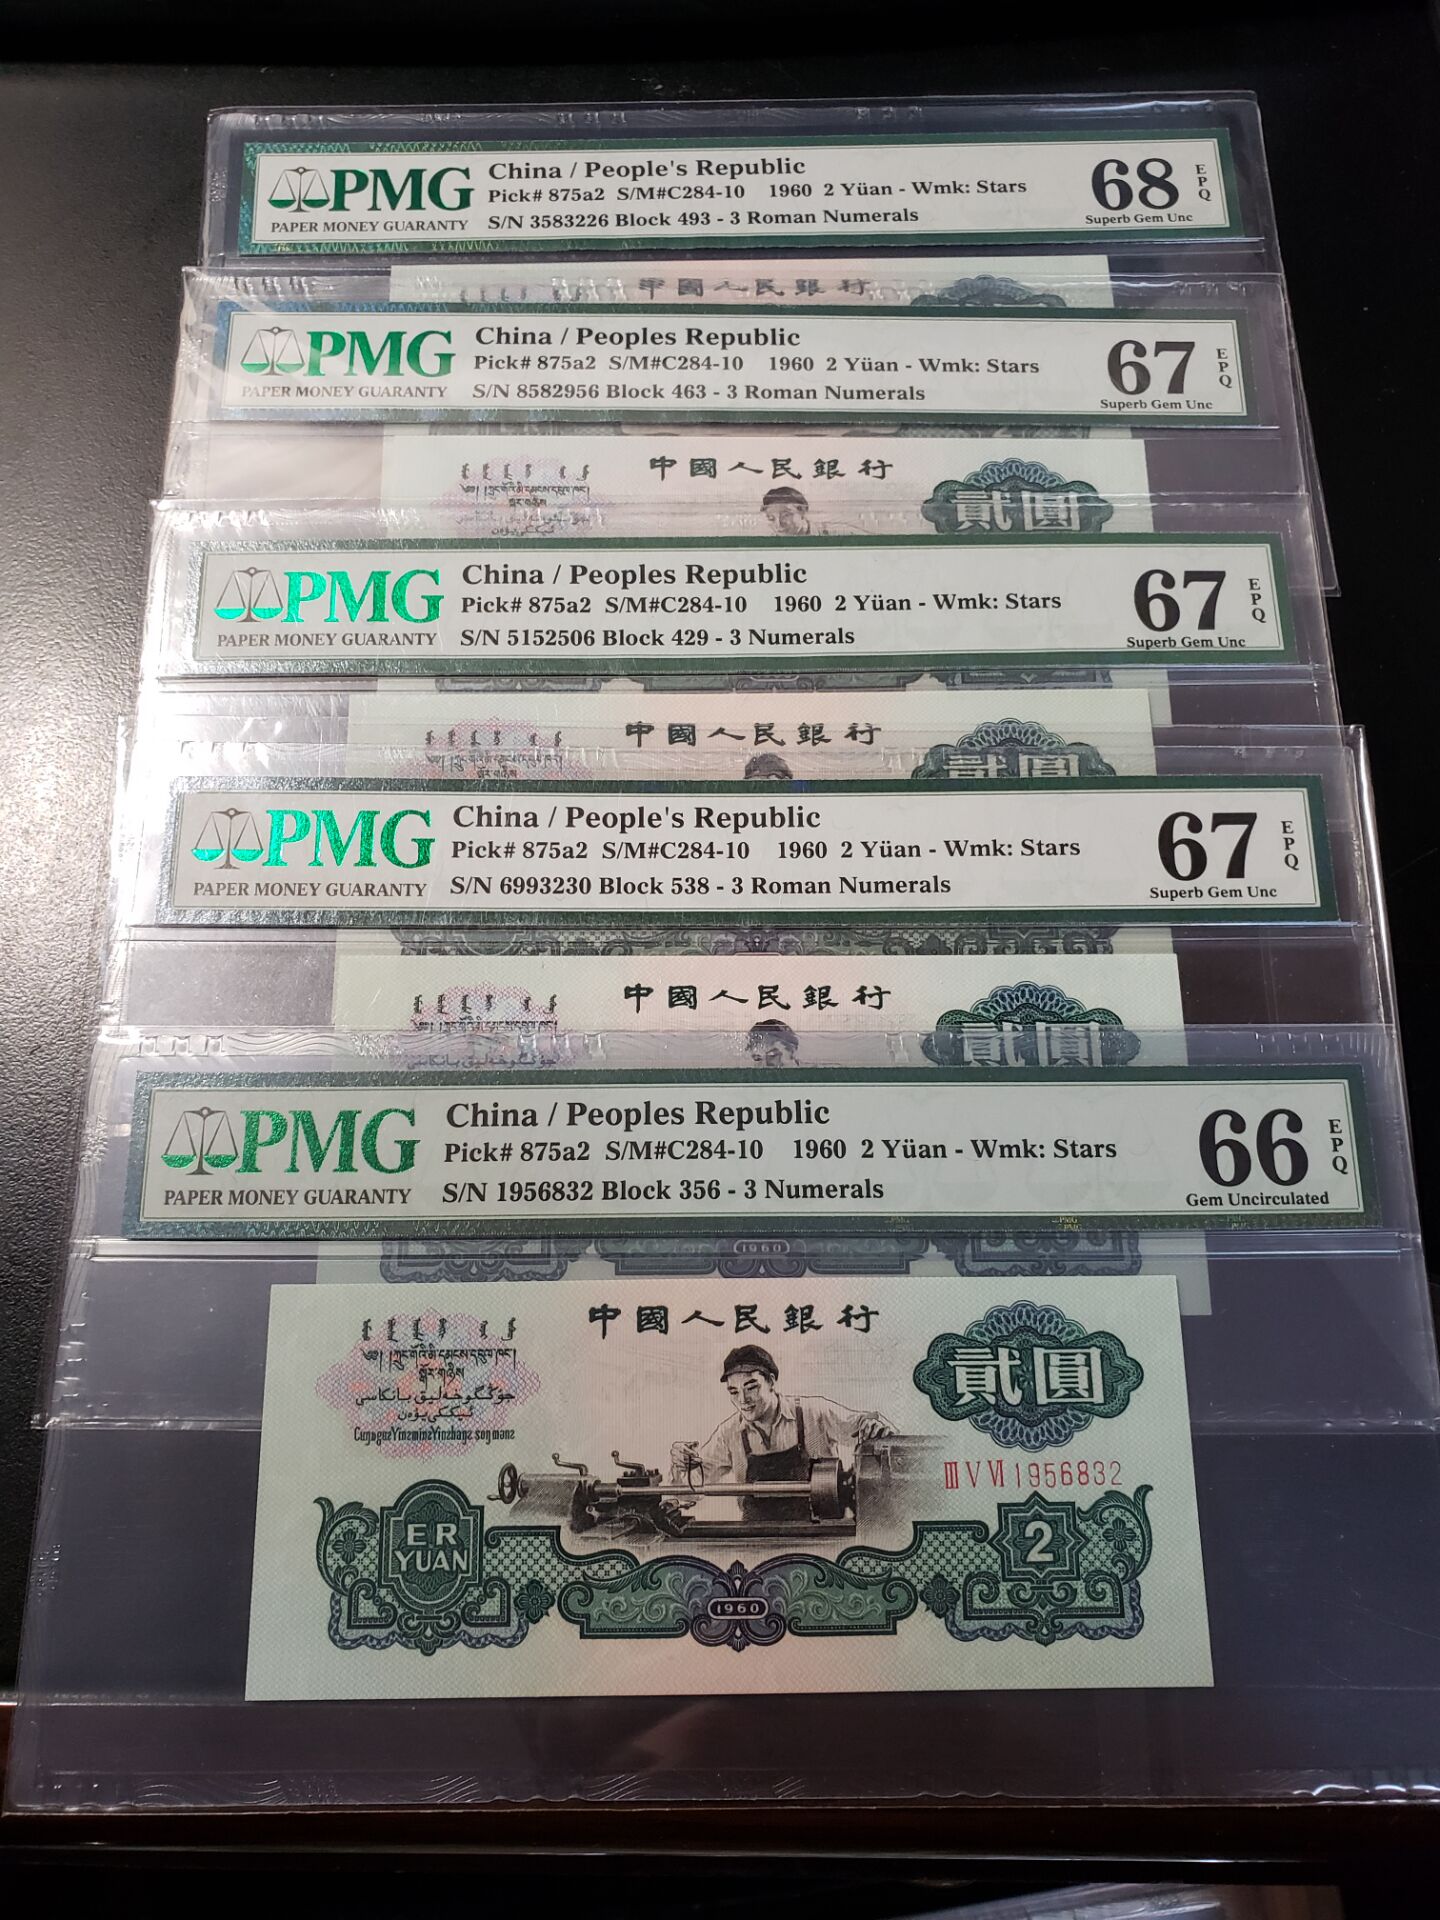 PMG
PAPER MONEY GUARANTY
China / People's Republic
Pick# 875a2 S/M#C284-10 1960 2 Yüan - Wmk: Stars
S/N 3583226 Block 493 - 3 Roman Numerals
68
EPQ
Superb Gem Unc
中國人民銀行
PMG
PAPER MONEY GUARANTY
China / Peoples Republic
Pick# 875a2 S/M#C284-10 1960 2 Yüan - Wmk: Stars
S/N 8582956 Block 463 - 3 Roman Numerals
67
EPQ
Superb Gem Unc
中國人民銀行
貳圓
PMG
PAPER MONEY GUARANTY
China / Peoples Republic
Pick# 875a2 S/M#C284-10 1960 2 Yüan - Wmk: Stars
S/N 5152506 Block 429 - 3 Numerals
67
EPQ
Superb Gem Unc
中國人民銀行
貳圓
PMG
PAPER MONEY GUARANTY
China / People's Republic
Pick# 875a2 S/M#C284-10 1960 2 Yüan - Wmk: Stars
S/N 6993230 Block 538 - 3 Roman Numerals
67
EPQ
Superb Gem Unc
中國人民銀行
貳圓
PMG
PAPER MONEY GUARANTY
China / Peoples Republic
Pick# 875a2 S/M#C284-10 1960 2 Yüan - Wmk: Stars
S/N 1956832 Block 356 - 3 Numerals
66
EPQ
Gem Uncirculated
1960
中國人民銀行
貳圓
III V VI 1956832
ER
YUAN
2
1960